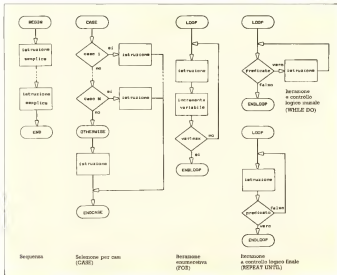 BEGIN
istruzione
semplice
istruzione
semplice
END
Sequenza
CASE
caso 1
si
istruzione
no
caso N
si
istruzione
no
OTHERWISE
istruzione
ENDCASE
Selezione per casi
(CASE)
LOOP
istruzione
incremento
variabile
var=max
no
si
ENDLOOP
Iterazione
enumerativa
(FOR)
LOOP
predicato
vero
istruzione
falso
ENDLOOP
Iterazione
a controllo
logico iniziale
(WHILE DO)
LOOP
istruzione
predicato
falso
vero
ENDLOOP
Iterazione
a controllo logico finale
(REPEAT UNTIL)